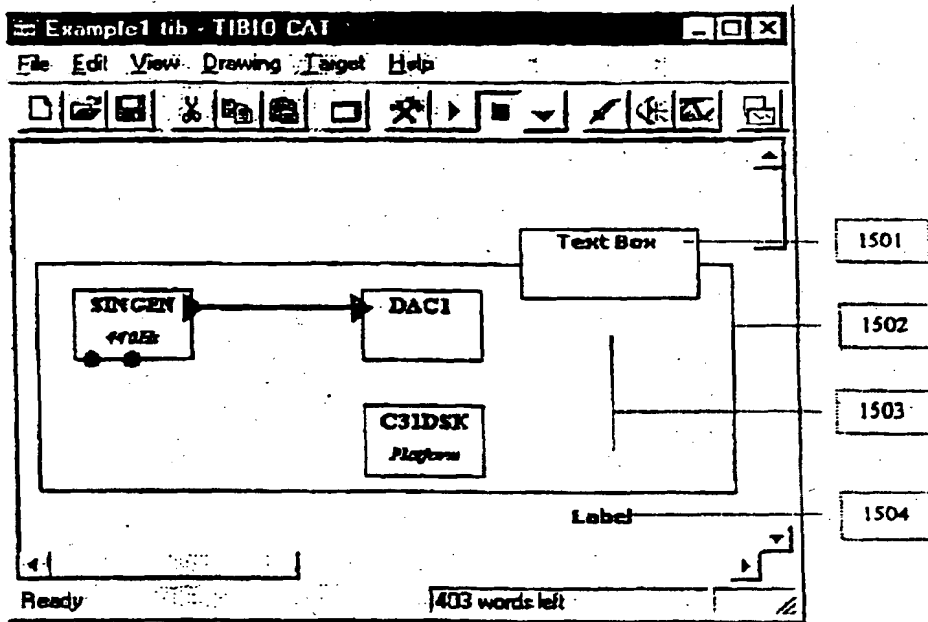 Example1.tib - TIBIO CAT
File Edit View Drawing Target Help
Text Box
1501
SINGEN
DAC1
1502
440Hz
C31DSK
1503
Platform
Label
1504
Ready
403 words left